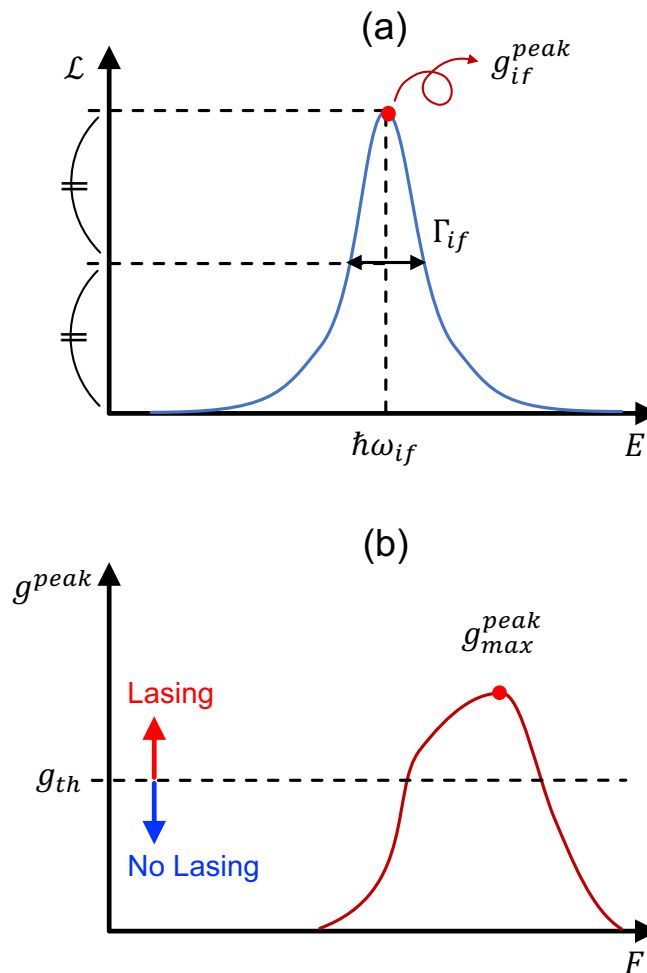 (a)
ℒ
g_{if}^{peak}
Γ_{if}
ħω_{if}
E
(b)
g^{peak}
g_{max}^{peak}
Lasing
g_{th}
No Lasing
F